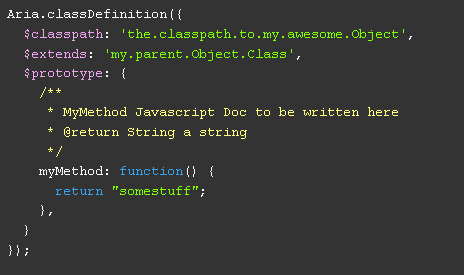 Aria.classDefinition({
  $classpath: 'the.classpath.to.my.awesome.Object',
  $extends: 'my.parent.Object.Class',
  $prototype: {
    /**
     * MyMethod Javascript Doc to be written here
     * @return String a string
     */
    myMethod: function() {
      return "somestuff";
    },
  }
});